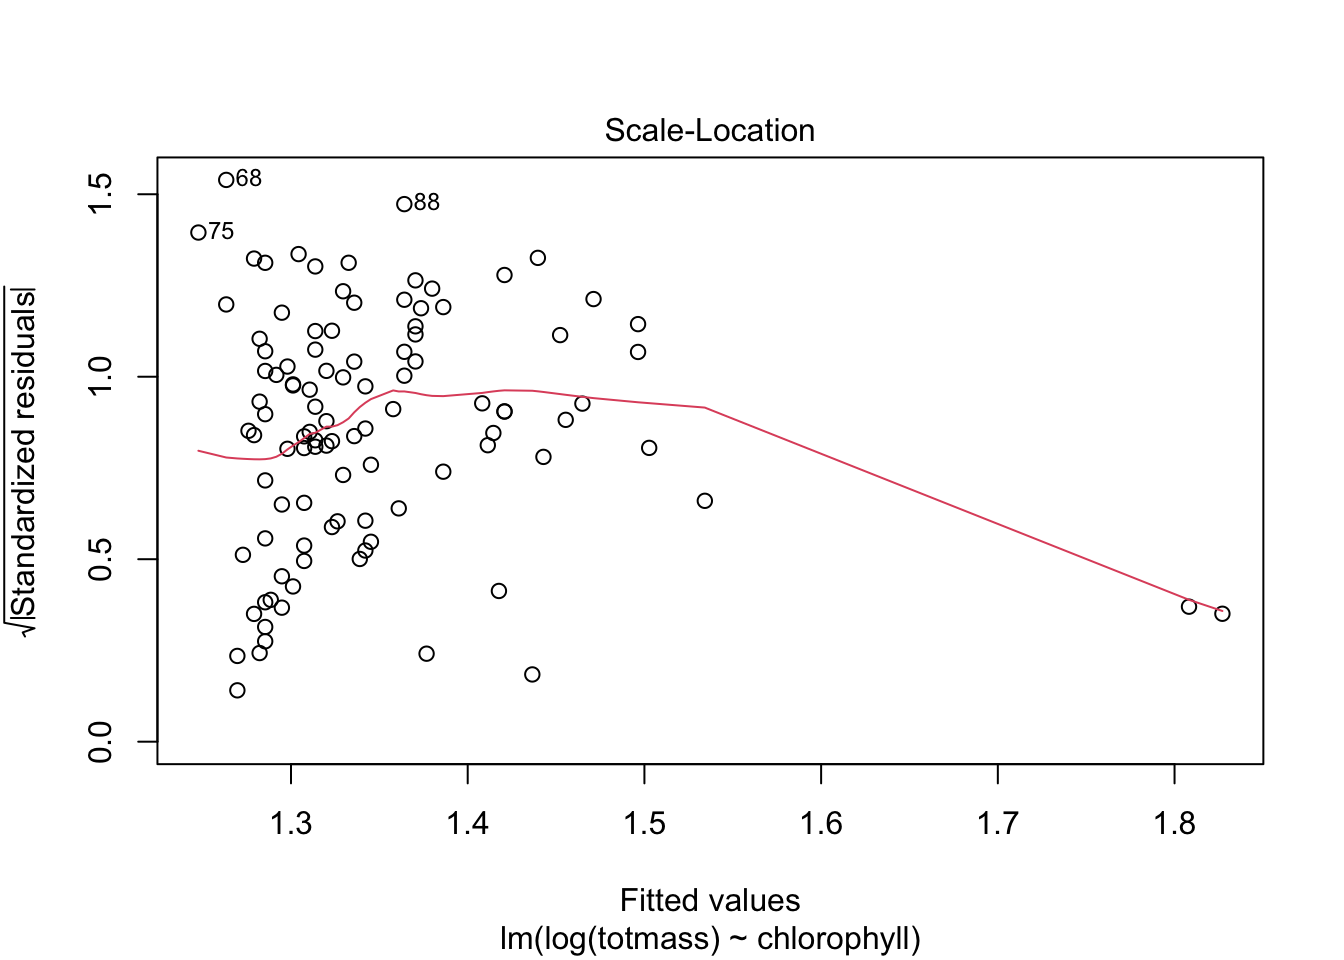 Scale-Location
√|Standardized residuals|
1.5
1.0
0.5
0.0
68
88
75
1.3 1.4 1.5 1.6 1.7 1.8
Fitted values
lm(log(totmass) ~ chlorophyll)